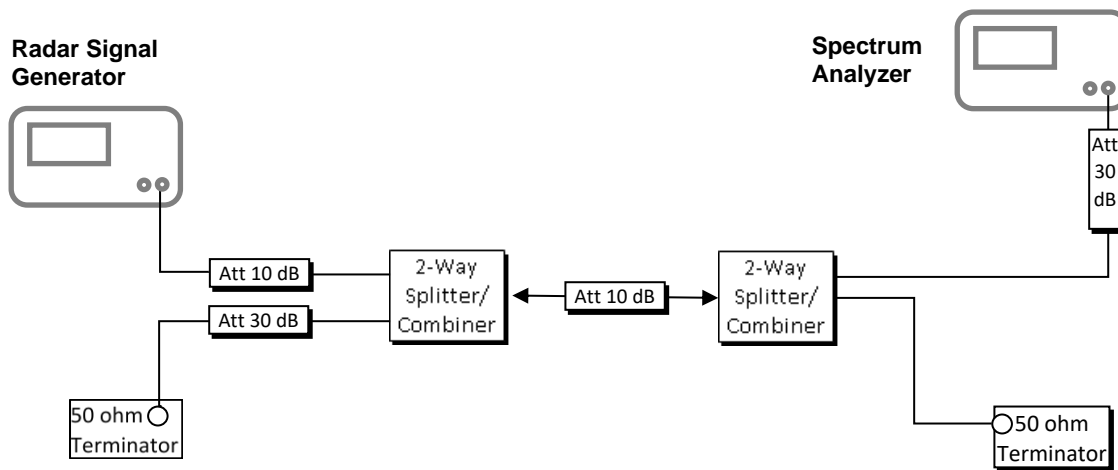 Radar Signal
Generator
Spectrum
Analyzer
Att
30
dB
Att 10 dB
Att 30 dB
2-Way
Splitter/
Combiner
Att 10 dB
2-Way
Splitter/
Combiner
50 ohm
Terminator
50 ohm
Terminator